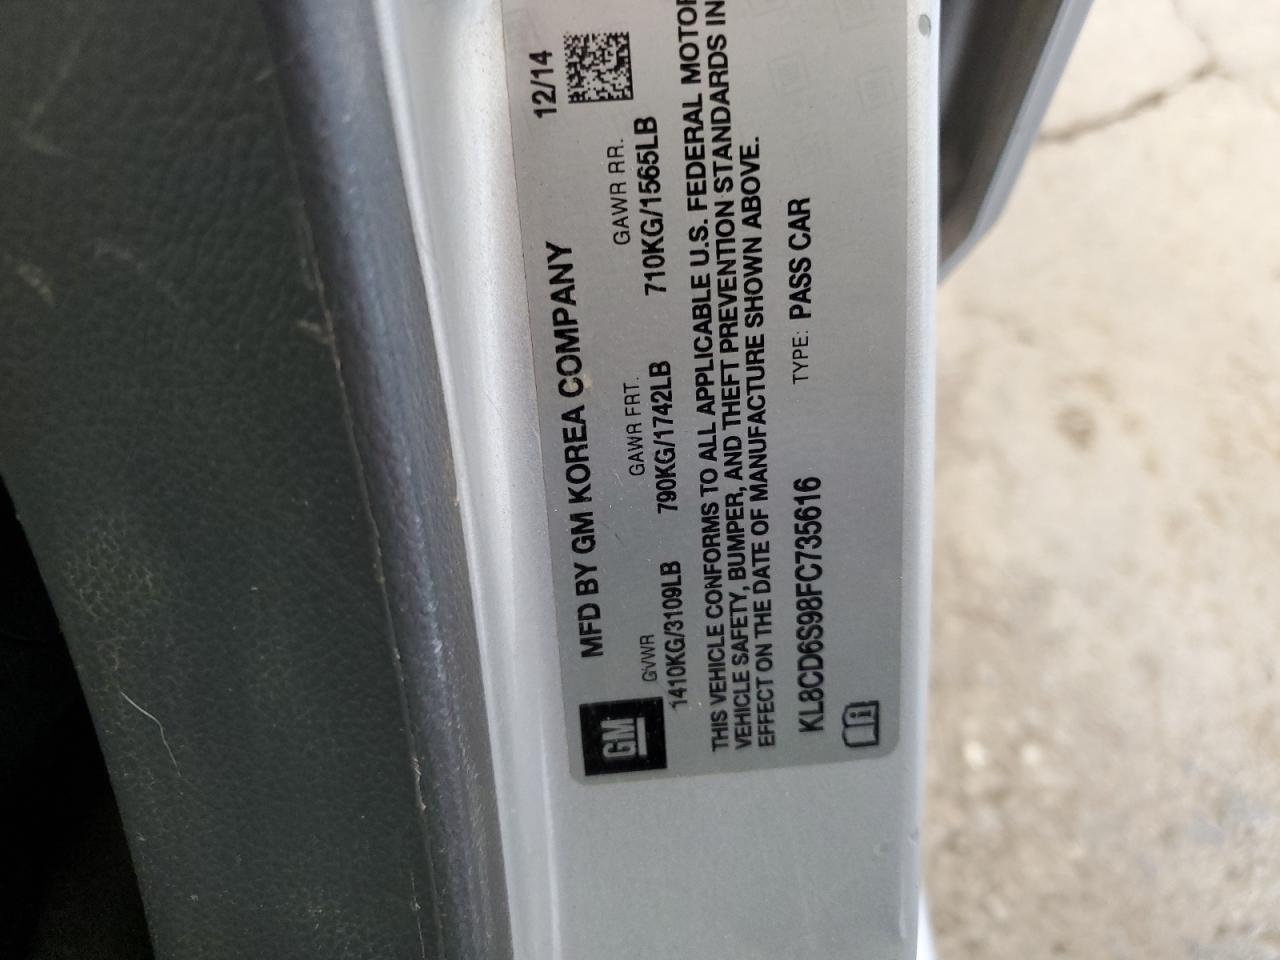 MFD BY GM KOREA COMPANY 12/14
GM
GVWR GAWR FRT. GAWR RR.
1410KG/3109LB 790KG/1742LB 710KG/1565LB
THIS VEHICLE CONFORMS TO ALL APPLICABLE U.S. FEDERAL MOTOR
VEHICLE SAFETY, BUMPER, AND THEFT PREVENTION STANDARDS IN
EFFECT ON THE DATE OF MANUFACTURE SHOWN ABOVE.
KL8CD6S98FC735616 TYPE: PASS CAR